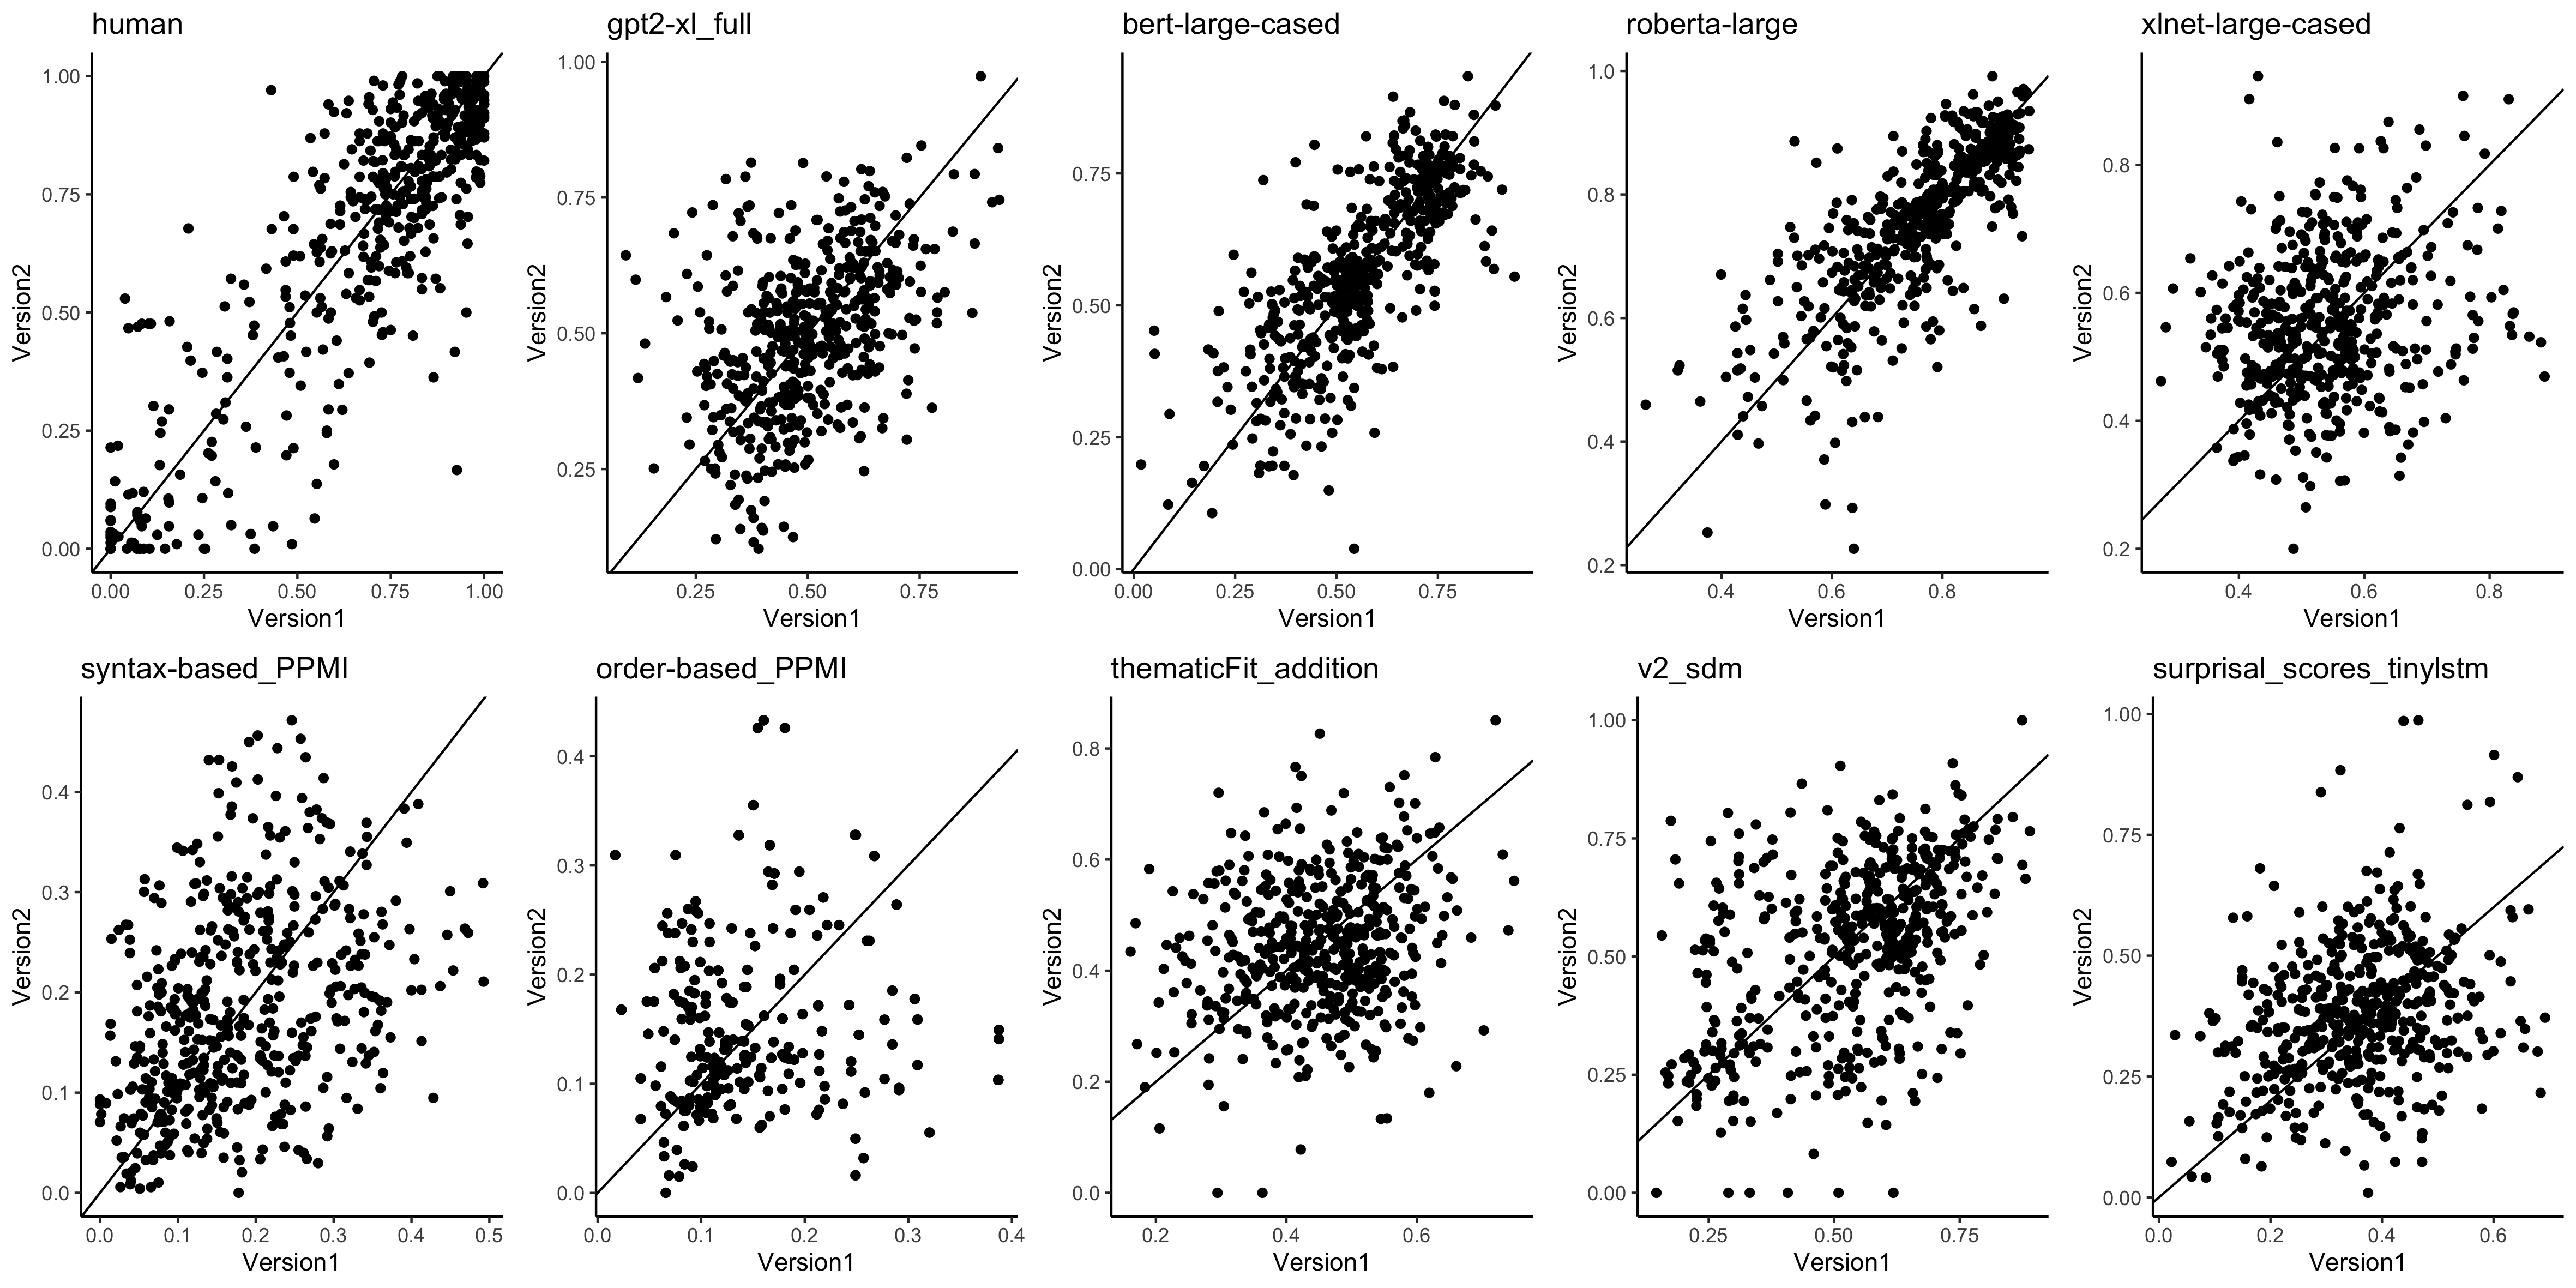 human
1.00
0.75
0.50
0.25
0.00
Version2
0.00 0.25 0.50 0.75 1.00
Version1
gpt2-xl_full
1.00
0.75
0.50
0.25
Version2
0.25 0.50 0.75
Version1
bert-large-cased
0.75
0.50
0.25
0.00
Version2
0.00 0.25 0.50 0.75
Version1
roberta-large
1.0
0.8
0.6
0.4
0.2
Version2
0.4 0.6 0.8
Version1
xlnet-large-cased
0.8
0.6
0.4
0.2
Version2
0.4 0.6 0.8
Version1
syntax-based_PPMI
0.4
0.3
0.2
0.1
0.0
Version2
0.0 0.1 0.2 0.3 0.4 0.5
Version1
order-based_PPMI
0.4
0.3
0.2
0.1
0.0
Version2
0.0 0.1 0.2 0.3 0.4
Version1
thematicFit_addition
0.8
0.6
0.4
0.2
0.0
Version2
0.2 0.4 0.6
Version1
v2_sdm
1.00
0.75
0.50
0.25
0.00
Version2
0.25 0.50 0.75
Version1
surprisal_scores_tinylstm
1.00
0.75
0.50
0.25
0.00
Version2
0.0 0.2 0.4 0.6
Version1